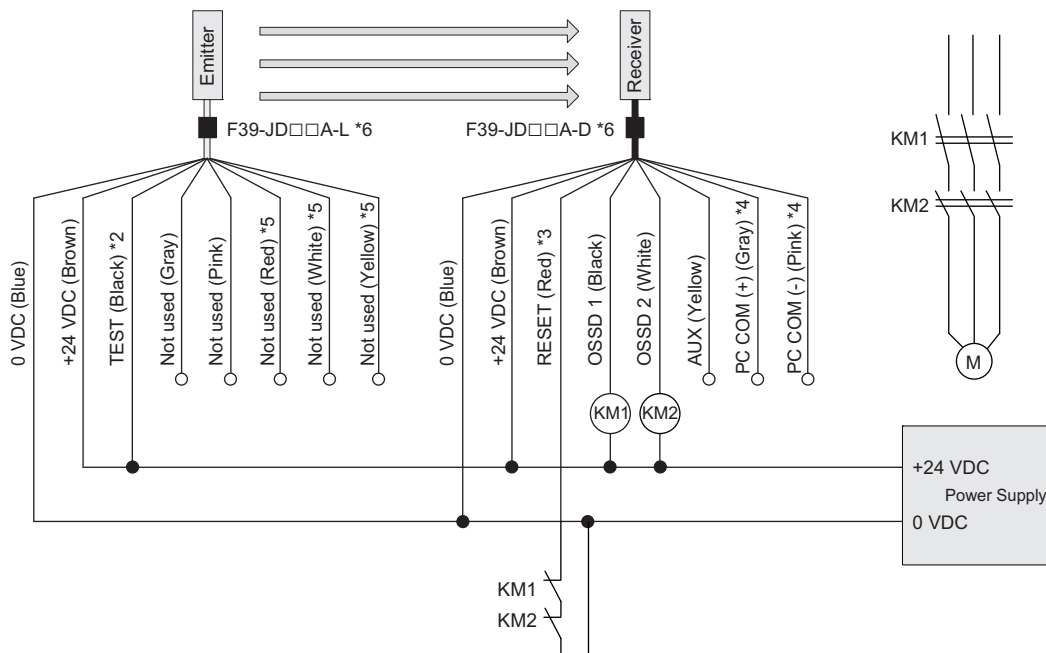 Emitter
Receiver
F39-JD□□A-L *6
F39-JD□□A-D *6
0 VDC (Blue)
+24 VDC (Brown)
TEST (Black) *2
Not used (Gray)
Not used (Pink)
Not used (Red) *5
Not used (White) *5
Not used (Yellow) *5
0 VDC (Blue)
+24 VDC (Brown)
RESET (Red) *3
OSSD 1 (Black)
OSSD 2 (White)
AUX (Yellow)
PC COM (+) (Gray) *4
PC COM (-) (Pink) *4
KM1
KM2
M
KM1
KM2
+24 VDC
Power Supply
0 VDC
KM1
KM2